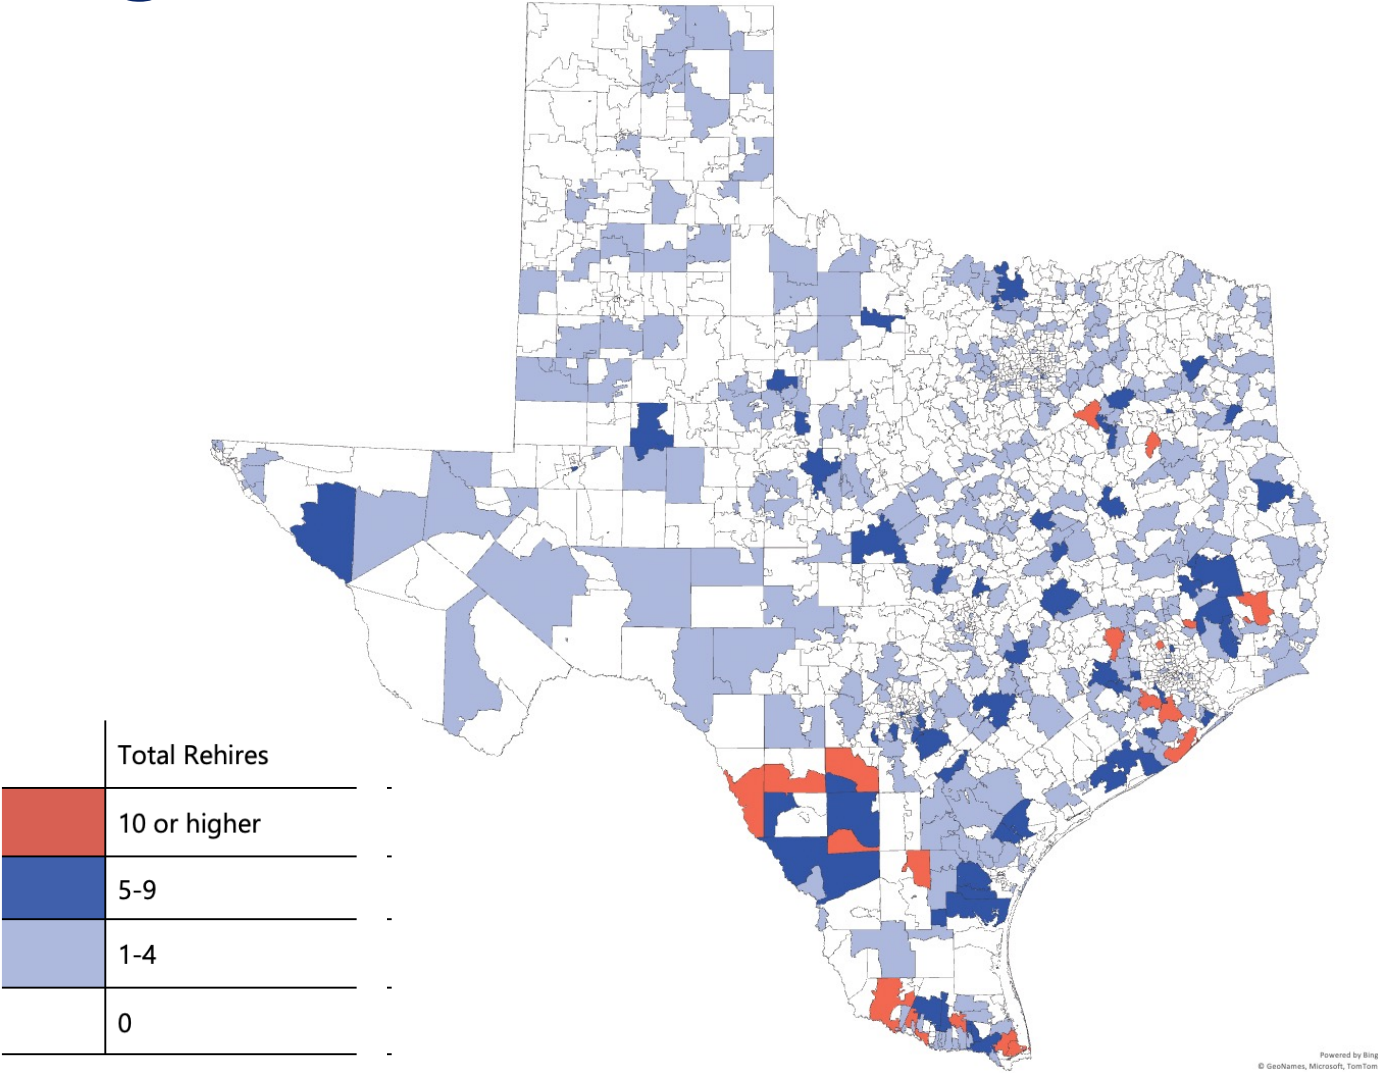 Total Rehires
10 or higher
5-9
1-4
0
Powered by Bing
© GeoNames, Microsoft, TomTom